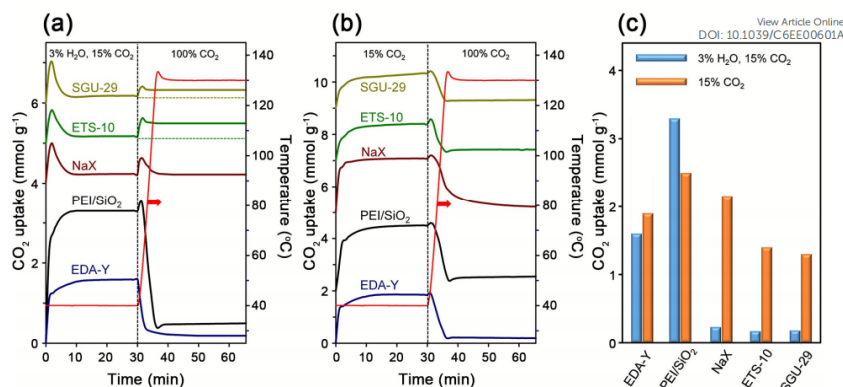 View Article Online
DOI: 10.1039/C6EE00601A
(a)
3% H₂O, 15% CO₂
100% CO₂
SGU-29
ETS-10
NaX
PEI/SiO₂
EDA-Y
CO₂ uptake (mmol g⁻¹)
0
2
4
6
Temperature (°C)
140
120
100
80
60
40
0 10 20 30 40 50 60
Time (min)
(b)
15% CO₂
100% CO₂
SGU-29
ETS-10
NaX
PEI/SiO₂
EDA-Y
CO₂ uptake (mmol g⁻¹)
0
2
4
6
8
10
Temperature (°C)
140
120
100
80
60
40
0 10 20 30 40 50 60
Time (min)
(c)
3% H₂O, 15% CO₂
15% CO₂
CO₂ uptake (mmol g⁻¹)
0
1
2
3
4
EDA-Y
PEI/SiO₂
NaX
ETS-10
SGU-29